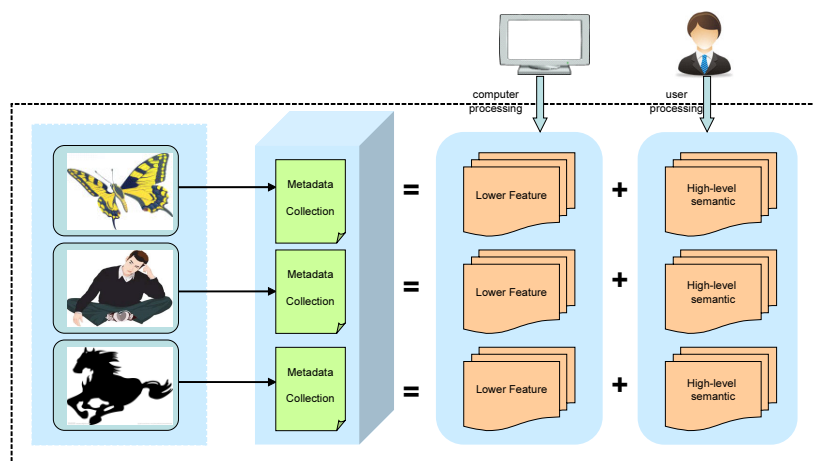 computer
processing
user
processing
Metadata
Collection
=
Lower Feature
+
High-level
semantic
Metadata
Collection
=
Lower Feature
+
High-level
semantic
Metadata
Collection
=
Lower Feature
+
High-level
semantic